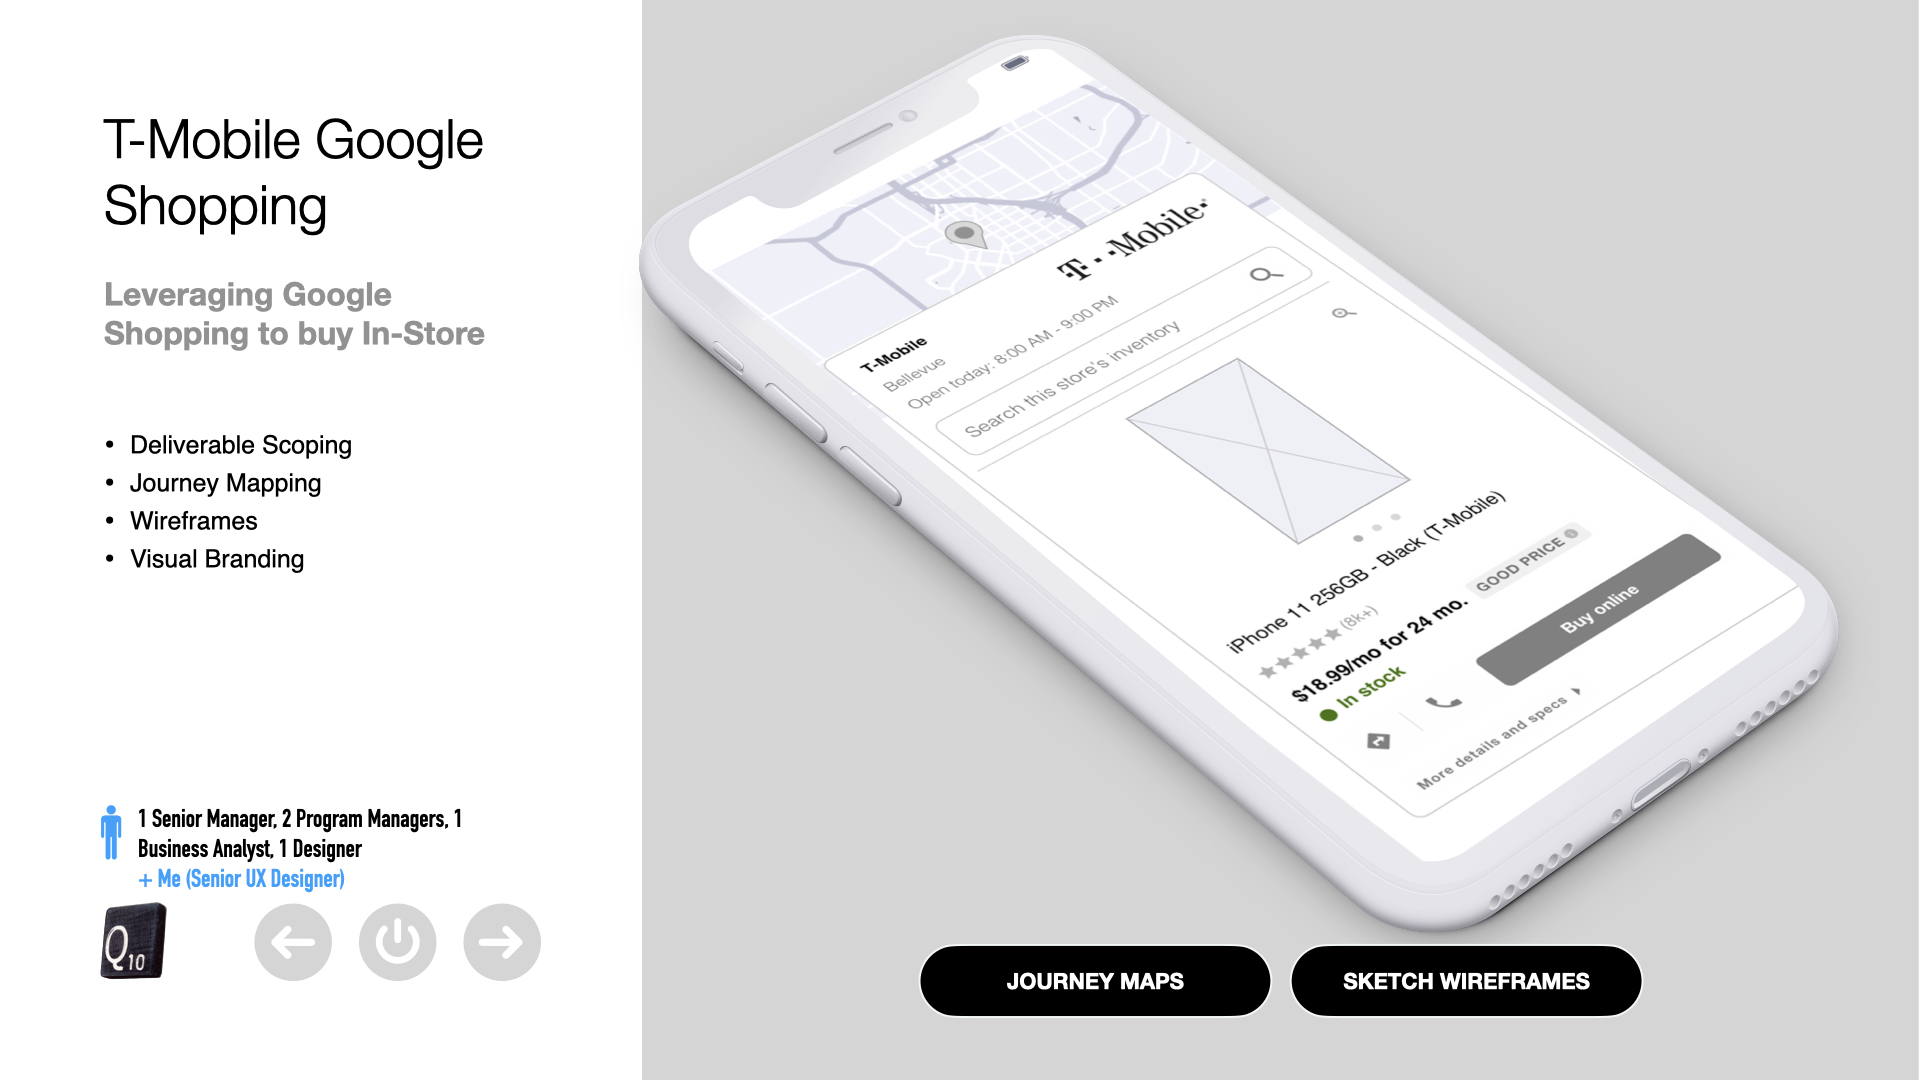 T-Mobile Google
Shopping
Leveraging Google
Shopping to buy In-Store
• Deliverable Scoping
• Journey Mapping
• Wireframes
• Visual Branding
1 Senior Manager, 2 Program Managers, 1
Business Analyst, 1 Designer
+ Me (Senior UX Designer)
Q10
T··Mobile·
T-Mobile
Bellevue
Open today: 8:00 AM - 9:00 PM
Search this store's inventory
iPhone 11 256GB - Black (T-Mobile)
(8k+)
$18.99/mo for 24 mo.
GOOD PRICE
In stock
Buy online
More details and specs
JOURNEY MAPS
SKETCH WIREFRAMES